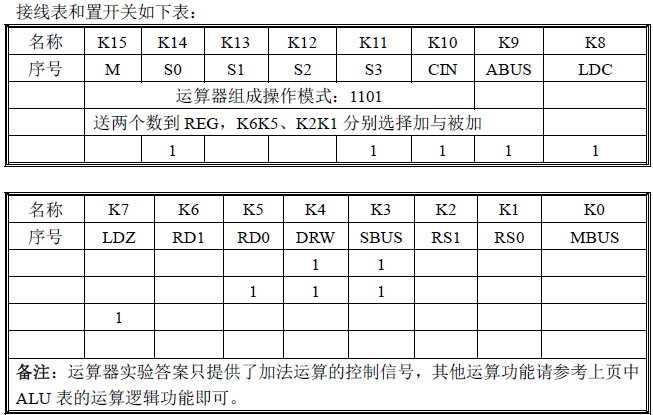 接线表和置开关如下表：
名称 K15 K14 K13 K12 K11 K10 K9 K8
序号 M S0 S1 S2 S3 CIN ABUS LDC
运算器组成操作模式：1101
送两个数到 REG，K6K5、K2K1 分别选择加与被加
1 1 1 1 1
名称 K7 K6 K5 K4 K3 K2 K1 K0
序号 LDZ RD1 RD0 DRW SBUS RS1 RS0 MBUS
1 1
1 1 1
1
备注：运算器实验答案只提供了加法运算的控制信号，其他运算功能请参考上页中
ALU 表的运算逻辑功能即可。